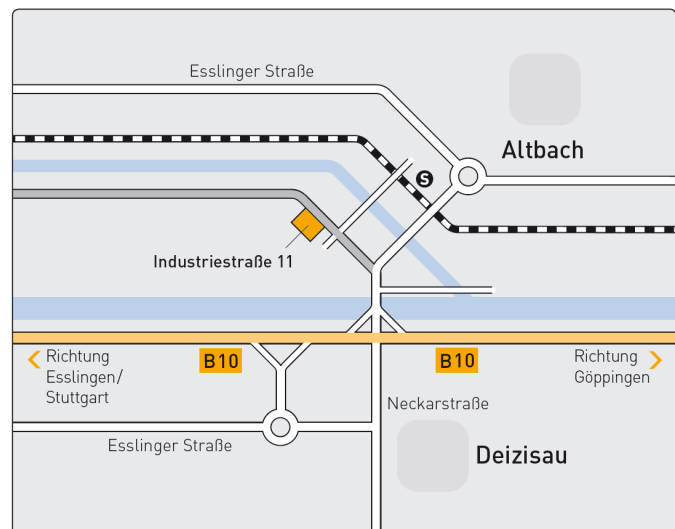 Esslinger Straße
Altbach
S
Industriestraße 11
B10
B10
Richtung
Esslingen/
Stuttgart
Richtung
Göppingen
Neckarstraße
Esslinger Straße
Deizisau